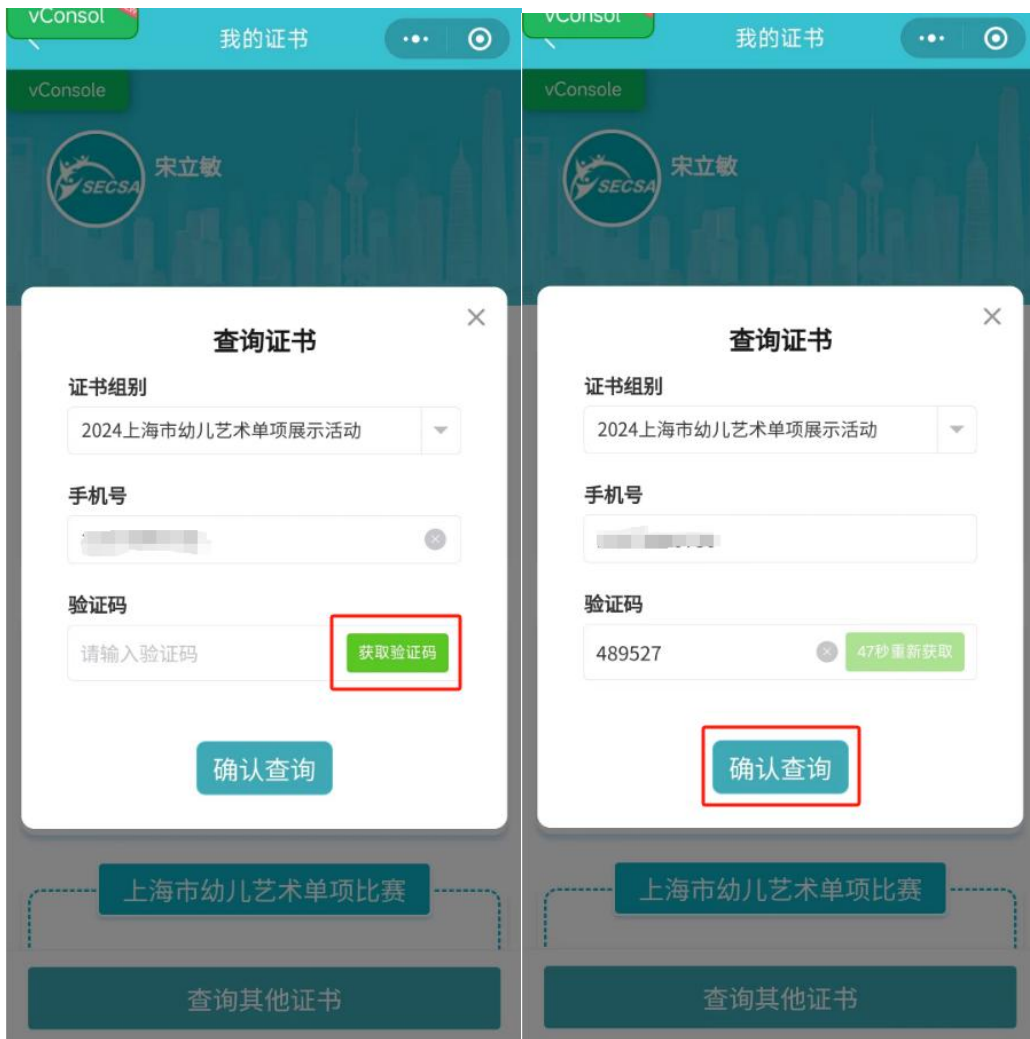 vConsol
我的证书
vConsole
SECSA
宋立敏
查询证书
证书组别
2024上海市幼儿艺术单项展示活动
手机号
验证码
请输入验证码
获取验证码
确认查询
上海市幼儿艺术单项比赛
查询其他证书
vConsol
我的证书
vConsole
SECSA
宋立敏
查询证书
证书组别
2024上海市幼儿艺术单项展示活动
手机号
验证码
489527
47秒重新获取
确认查询
上海市幼儿艺术单项比赛
查询其他证书